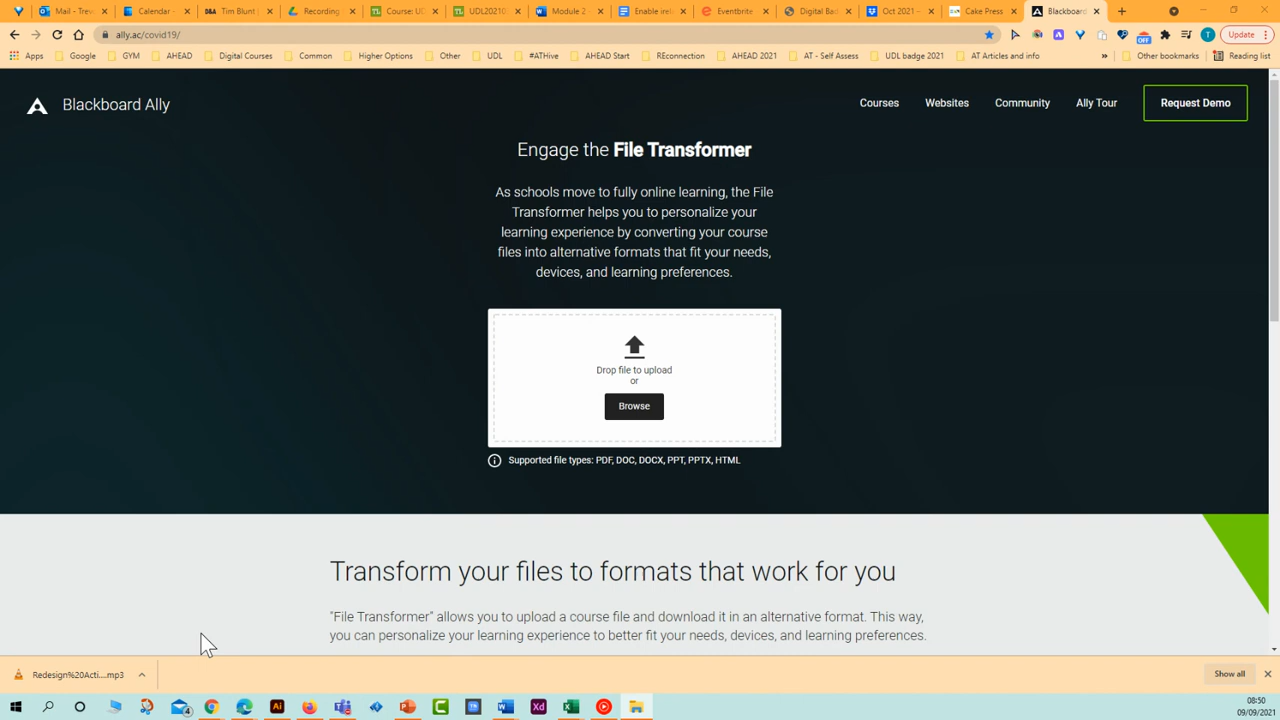 Mail - Trev
Calendar -
D&A Tim Blunt
Recording
Course: UD
UDL20210
Module 2 -
Enable irel
Eventbrite
Digital Bad
Oct 2021 -
Cake Press
Blackboard
ally.ac/covid19/
OFF
T
Update
Apps
Google
GYM
AHEAD
Digital Courses
Common
Higher Options
Other
UDL
#ATHive
AHEAD Start
REconnection
AHEAD 2021
AT - Self Assess
UDL badge 2021
AT Articles and info
»
Other bookmarks
Reading list
Blackboard Ally
Courses
Websites
Community
Ally Tour
Request Demo
Engage the File Transformer
As schools move to fully online learning, the File
Transformer helps you to personalize your
learning experience by converting your course
files into alternative formats that fit your needs,
devices, and learning preferences.
Drop file to upload
or
Browse
Supported file types: PDF, DOC, DOCX, PPT, PPTX, HTML
Transform your files to formats that work for you
"File Transformer" allows you to upload a course file and download it in an alternative format. This way,
you can personalize your learning experience to better fit your needs, devices, and learning preferences.
Redesign%20Acti....mp3
Show all
4
Ai
Xd
08:50
09/09/2021